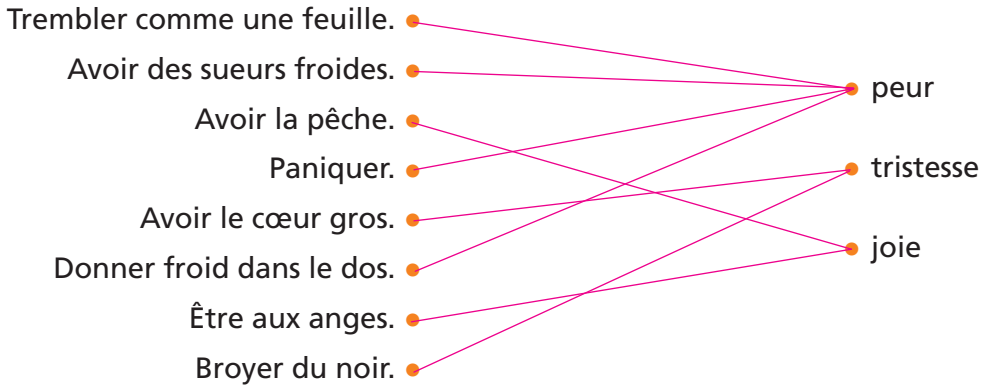 Trembler comme une feuille.
Avoir des sueurs froides.
Avoir la pêche.
Paniquer.
Avoir le cœur gros.
Donner froid dans le dos.
Être aux anges.
Broyer du noir.
peur
tristesse
joie